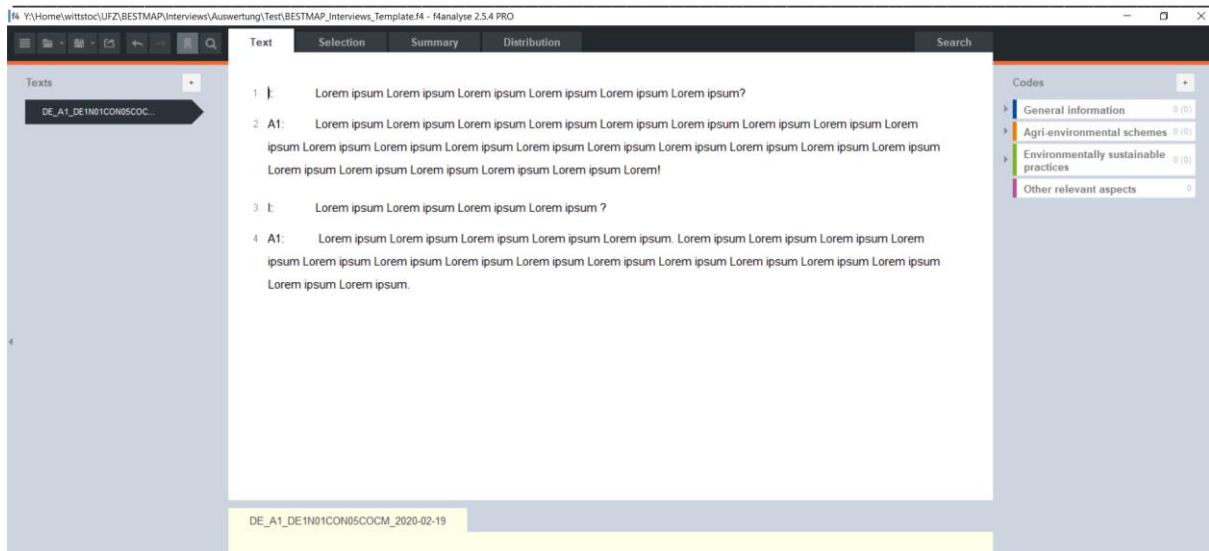 f4 Y:\Home\wittstoc\UFZ\BESTMAP\Interviews\Auswertung\Test\BESTMAP_Interviews_Template.f4 - f4analyse 2.5.4 PRO
Text Selection Summary Distribution Search
Texts +
DE_A1_DE1N01CON05COC...
1 I: Lorem ipsum Lorem ipsum Lorem ipsum Lorem ipsum Lorem ipsum Lorem ipsum?
2 A1: Lorem ipsum Lorem ipsum Lorem ipsum Lorem ipsum Lorem ipsum Lorem ipsum Lorem ipsum Lorem
ipsum Lorem ipsum Lorem ipsum Lorem ipsum Lorem ipsum Lorem ipsum Lorem ipsum Lorem ipsum Lorem ipsum
Lorem ipsum Lorem ipsum Lorem ipsum Lorem ipsum Lorem ipsum Lorem!
3 I: Lorem ipsum Lorem ipsum Lorem ipsum Lorem ipsum ?
4 A1: Lorem ipsum Lorem ipsum Lorem ipsum Lorem ipsum Lorem ipsum. Lorem ipsum Lorem ipsum Lorem ipsum Lorem
ipsum Lorem ipsum Lorem ipsum Lorem ipsum Lorem ipsum Lorem ipsum Lorem ipsum Lorem ipsum Lorem ipsum
Lorem ipsum Lorem ipsum.
Codes +
General information 0 (0)
Agri-environmental schemes 0 (0)
Environmentally sustainable 0 (0)
practices
Other relevant aspects 0
DE_A1_DE1N01CON05COCM_2020-02-19